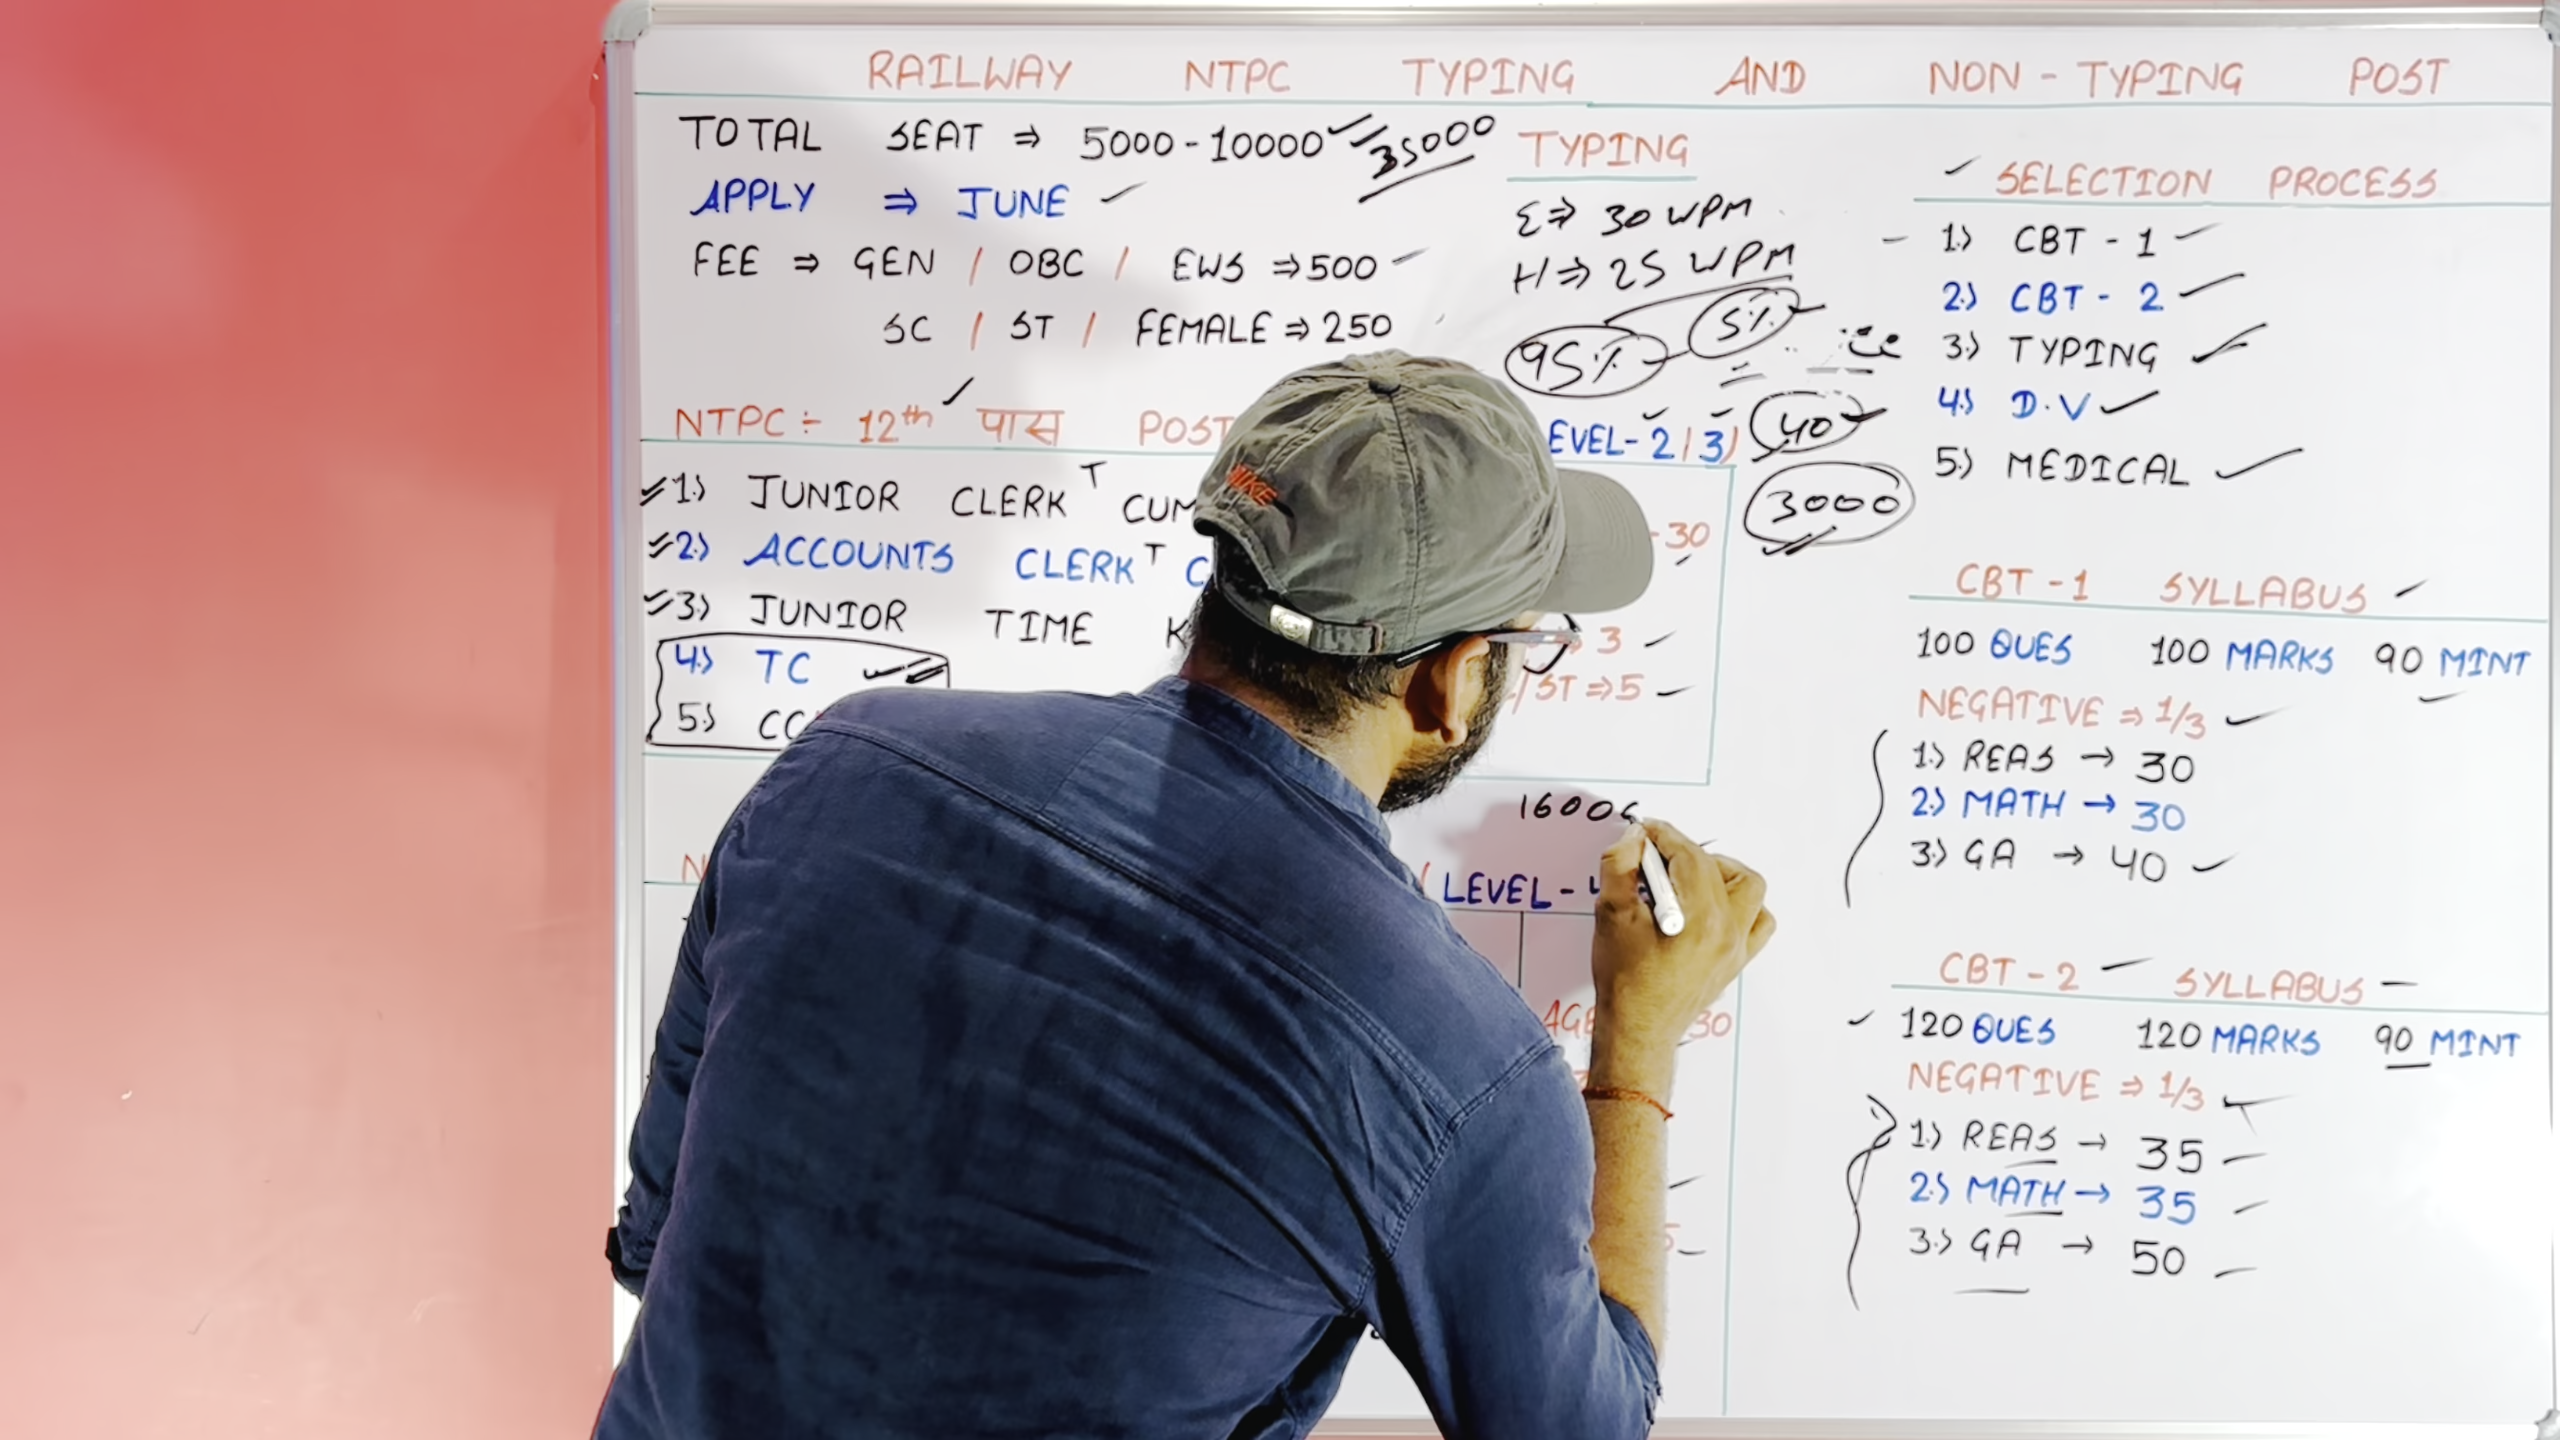 RAILWAY NTPC TYPING AND NON - TYPING POST
TOTAL SEAT ⇒ 5000 - 10000 35000
APPLY ⇒ JUNE
FEE ⇒ GEN / OBC / EWS ⇒ 500
SC / ST / FEMALE ⇒ 250
NTPC ÷ 12th पास POST
1.) JUNIOR CLERK T CUM
2.) ACCOUNTS CLERK T
3.) JUNIOR TIME
4.) TC
5.)
TYPING
E ⇒ 30 WPM
H ⇒ 25 WPM
95% 5%
LEVEL - 2 / 3)
40
3000
NIKE
-30
⇒ 3
/ ST ⇒ 5
1600
/ LEVEL -
AGE 30
SELECTION PROCESS
1.) CBT - 1
2.) CBT - 2
3.) TYPING
4.) D.V
5.) MEDICAL
CBT - 1 SYLLABUS
100 QUES 100 MARKS 90 MINT
NEGATIVE ⇒ 1/3
1.) REAS → 30
2.) MATH → 30
3.) GA → 40
CBT - 2 SYLLABUS
120 QUES 120 MARKS 90 MINT
NEGATIVE ⇒ 1/3
1.) REAS → 35
2.) MATH → 35
3.) GA → 50